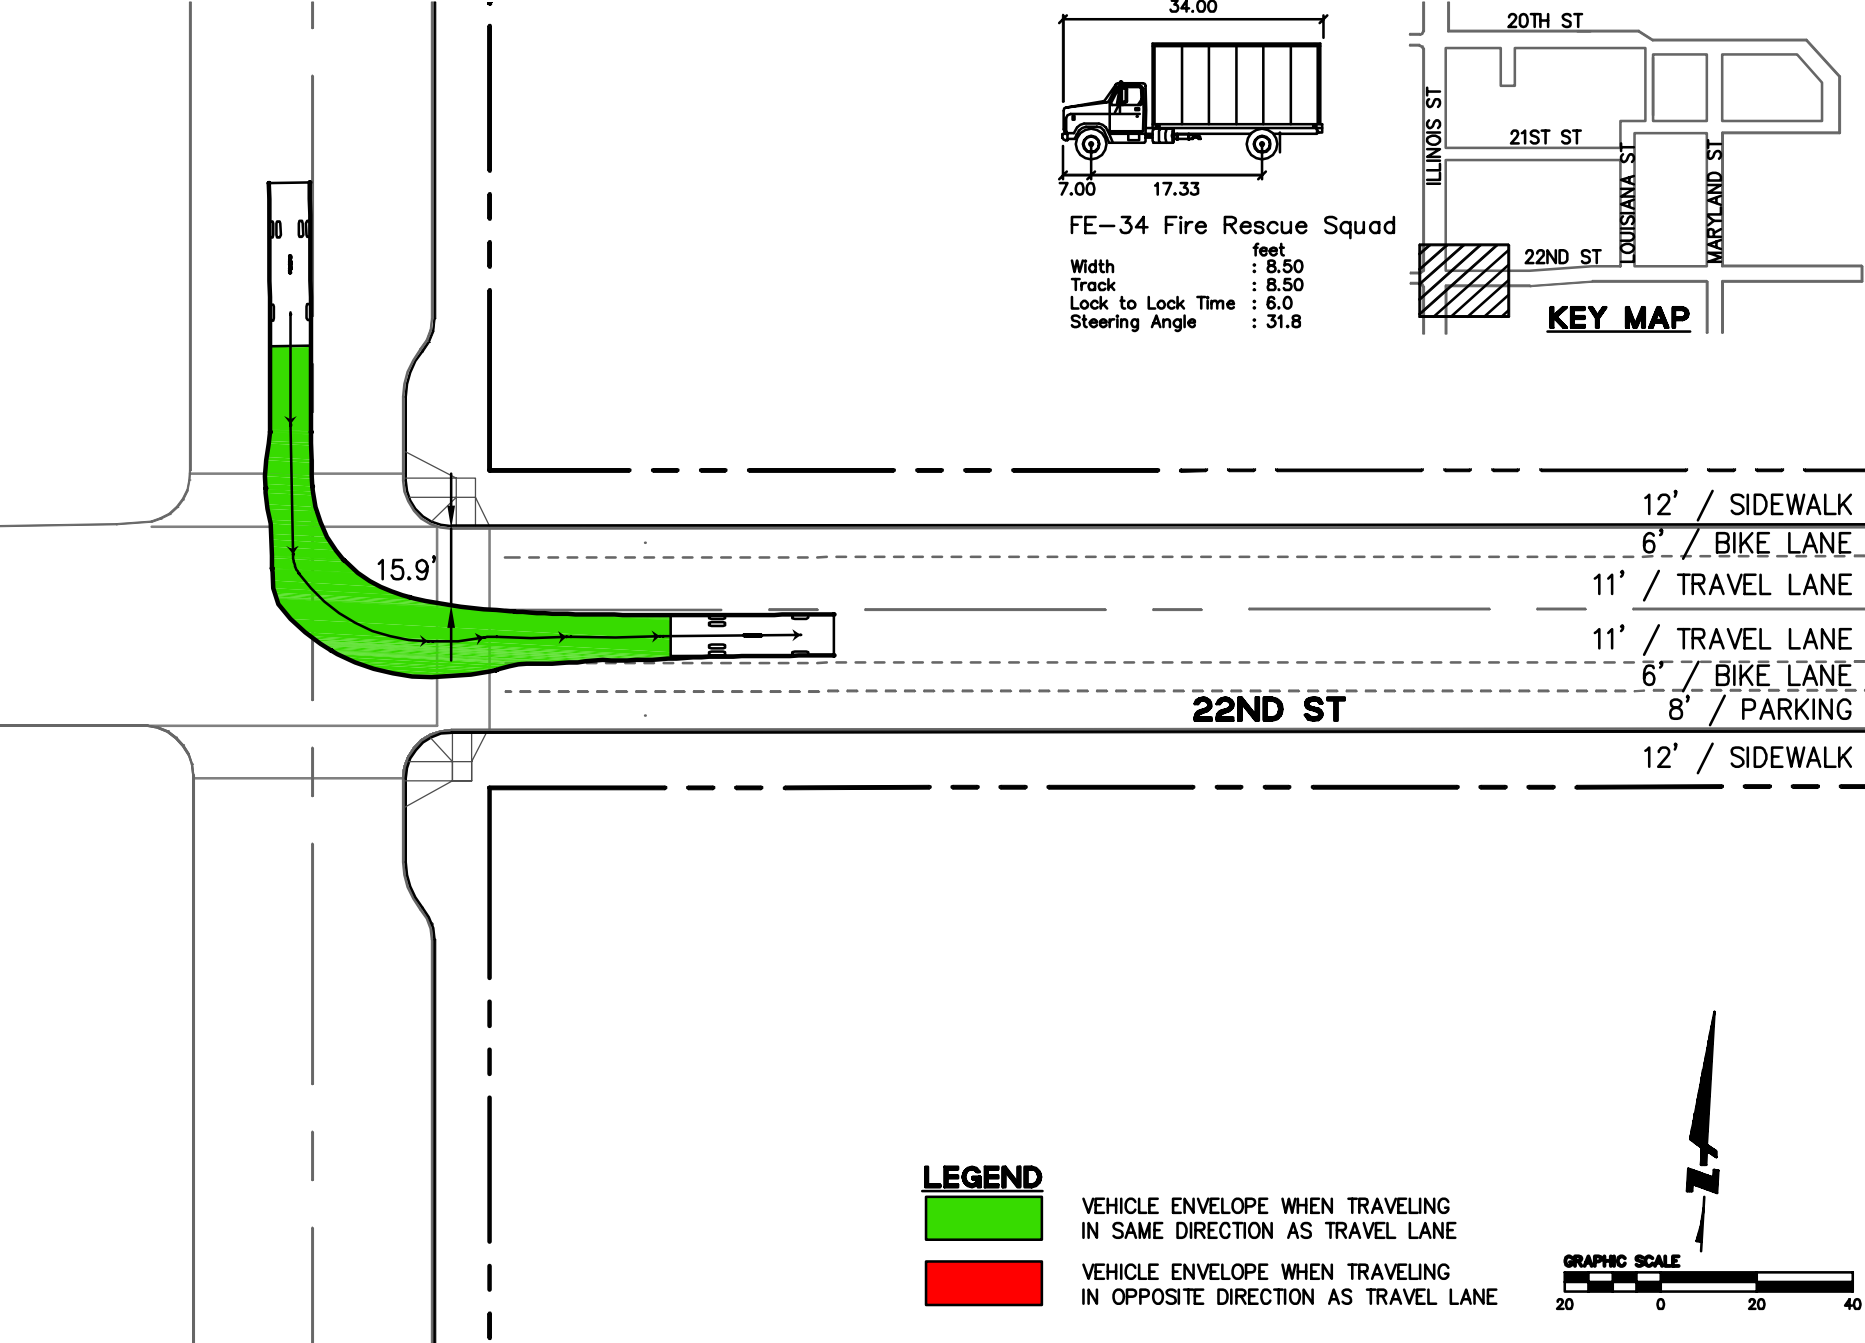 34.00
7.00
17.33
FE-34 Fire Rescue Squad
feet
Width : 8.50
Track : 8.50
Lock to Lock Time : 6.0
Steering Angle : 31.8
20TH ST
ILLINOIS ST
21ST ST
LOUISIANA ST
MARYLAND ST
22ND ST
KEY MAP
12' / SIDEWALK
6' / BIKE LANE
15.9'
11' / TRAVEL LANE
11' / TRAVEL LANE
6' / BIKE LANE
22ND ST
8' / PARKING
12' / SIDEWALK
LEGEND
VEHICLE ENVELOPE WHEN TRAVELING
IN SAME DIRECTION AS TRAVEL LANE
VEHICLE ENVELOPE WHEN TRAVELING
IN OPPOSITE DIRECTION AS TRAVEL LANE
N
GRAPHIC SCALE
20 0 20 40